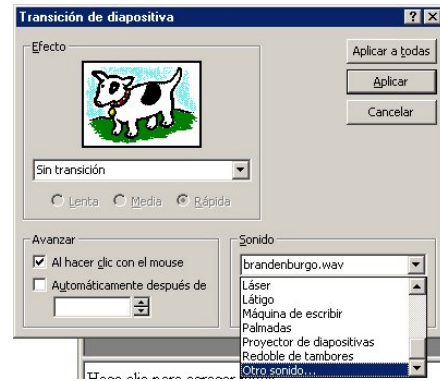 Transición de diapositiva
Efecto
Aplicar a todas
Aplicar
Cancelar
Sin transición
Lenta Media Rápida
Avanzar
Al hacer clic con el mouse
Automáticamente después de
Sonido
brandenburgo.wav
Láser
Látigo
Máquina de escribir
Palmadas
Proyector de diapositivas
Redoble de tambores
Otro sonido...
Haga clic para agregar